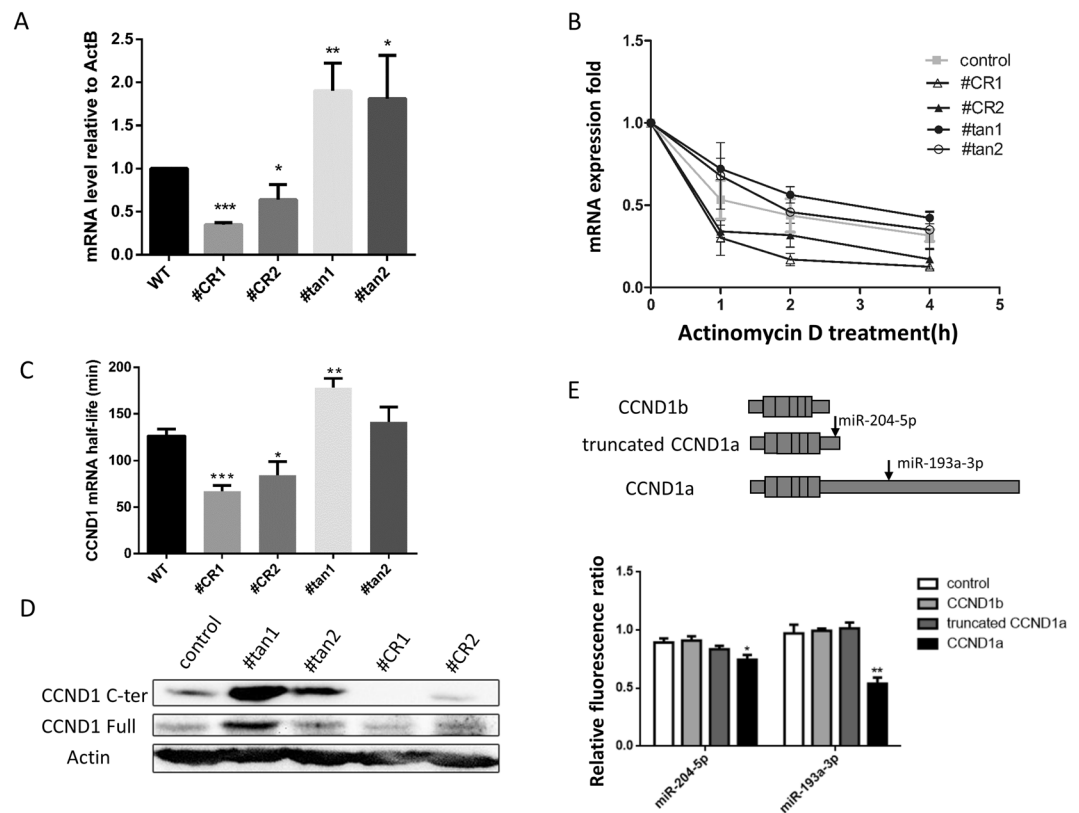 A
mRNA level relative to ActB
2.5
2.0
1.5
1.0
0.5
0.0
***
*
**
*
WT
#CR1
#CR2
#tan1
#tan2
B
mRNA expression fold
1.5
1.0
0.5
0.0
0 1 2 3 4 5
Actinomycin D treatment(h)
control
#CR1
#CR2
#tan1
#tan2
C
CCND1 mRNA half-life (min)
200
150
100
50
0
***
*
**
WT
#CR1
#CR2
#tan1
#tan2
D
control #tan1 #tan2 #CR1 #CR2
CCND1 C-ter
CCND1 Full
Actin
E
CCND1b
miR-204-5p
truncated CCND1a
miR-193a-3p
CCND1a
Relative fluorescence ratio
1.5
1.0
0.5
0.0
*
**
miR-204-5p
miR-193a-3p
control
CCND1b
truncated CCND1a
CCND1a